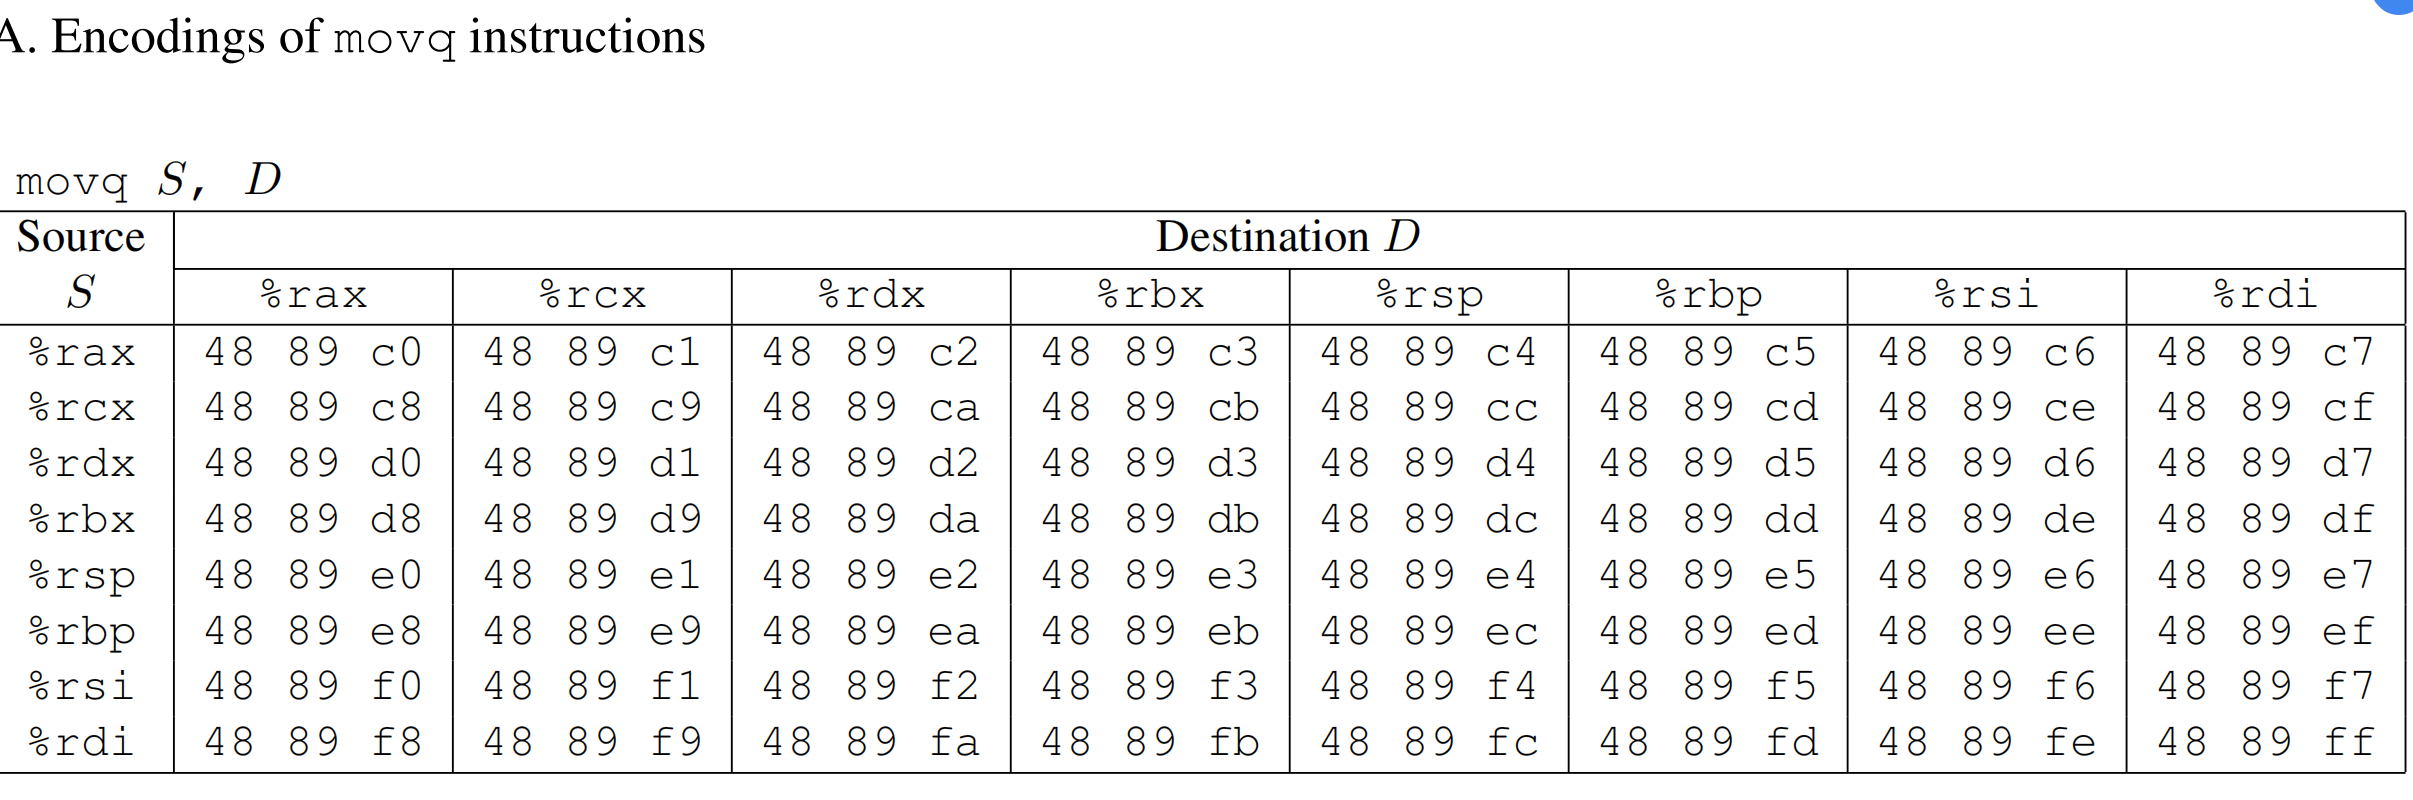 A. Encodings of movq instructions
movq S, D
Source Destination D
S %rax %rcx %rdx %rbx %rsp %rbp %rsi %rdi
%rax 48 89 c0 48 89 c1 48 89 c2 48 89 c3 48 89 c4 48 89 c5 48 89 c6 48 89 c7
%rcx 48 89 c8 48 89 c9 48 89 ca 48 89 cb 48 89 cc 48 89 cd 48 89 ce 48 89 cf
%rdx 48 89 d0 48 89 d1 48 89 d2 48 89 d3 48 89 d4 48 89 d5 48 89 d6 48 89 d7
%rbx 48 89 d8 48 89 d9 48 89 da 48 89 db 48 89 dc 48 89 dd 48 89 de 48 89 df
%rsp 48 89 e0 48 89 e1 48 89 e2 48 89 e3 48 89 e4 48 89 e5 48 89 e6 48 89 e7
%rbp 48 89 e8 48 89 e9 48 89 ea 48 89 eb 48 89 ec 48 89 ed 48 89 ee 48 89 ef
%rsi 48 89 f0 48 89 f1 48 89 f2 48 89 f3 48 89 f4 48 89 f5 48 89 f6 48 89 f7
%rdi 48 89 f8 48 89 f9 48 89 fa 48 89 fb 48 89 fc 48 89 fd 48 89 fe 48 89 ff